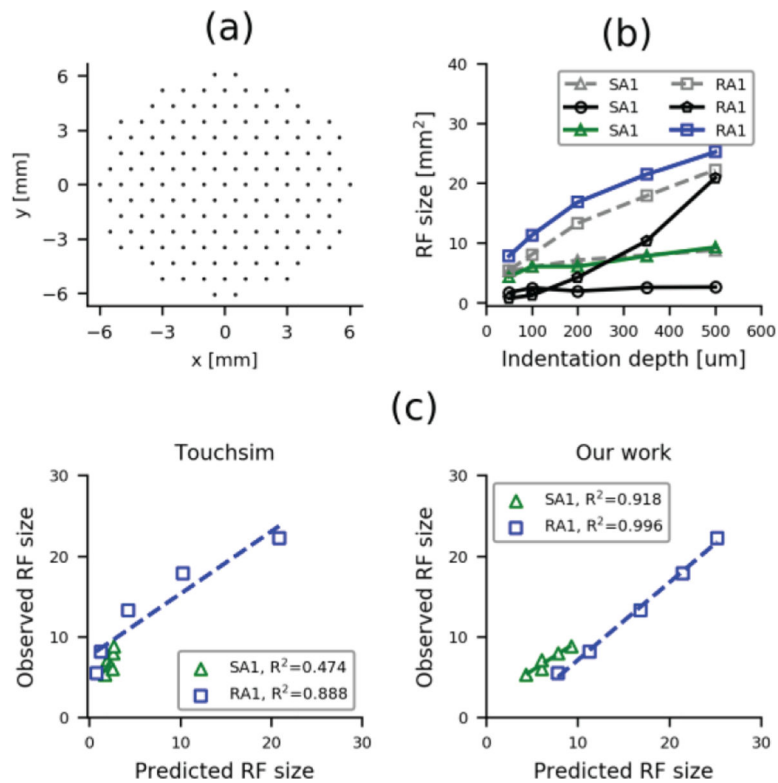 (a)
y [mm]
6
3
0
−3
−6
−6 −3 0 3 6
x [mm]
(b)
RF size [mm²]
40
30
20
10
0
SA1 RA1
SA1 RA1
SA1 RA1
0 100 200 300 400 500 600
Indentation depth [um]
(c)
Touchsim
Observed RF size
30
20
10
0
SA1, R²=0.474
RA1, R²=0.888
0 10 20 30
Predicted RF size
Our work
Observed RF size
30
20
10
0
SA1, R²=0.918
RA1, R²=0.996
0 10 20 30
Predicted RF size